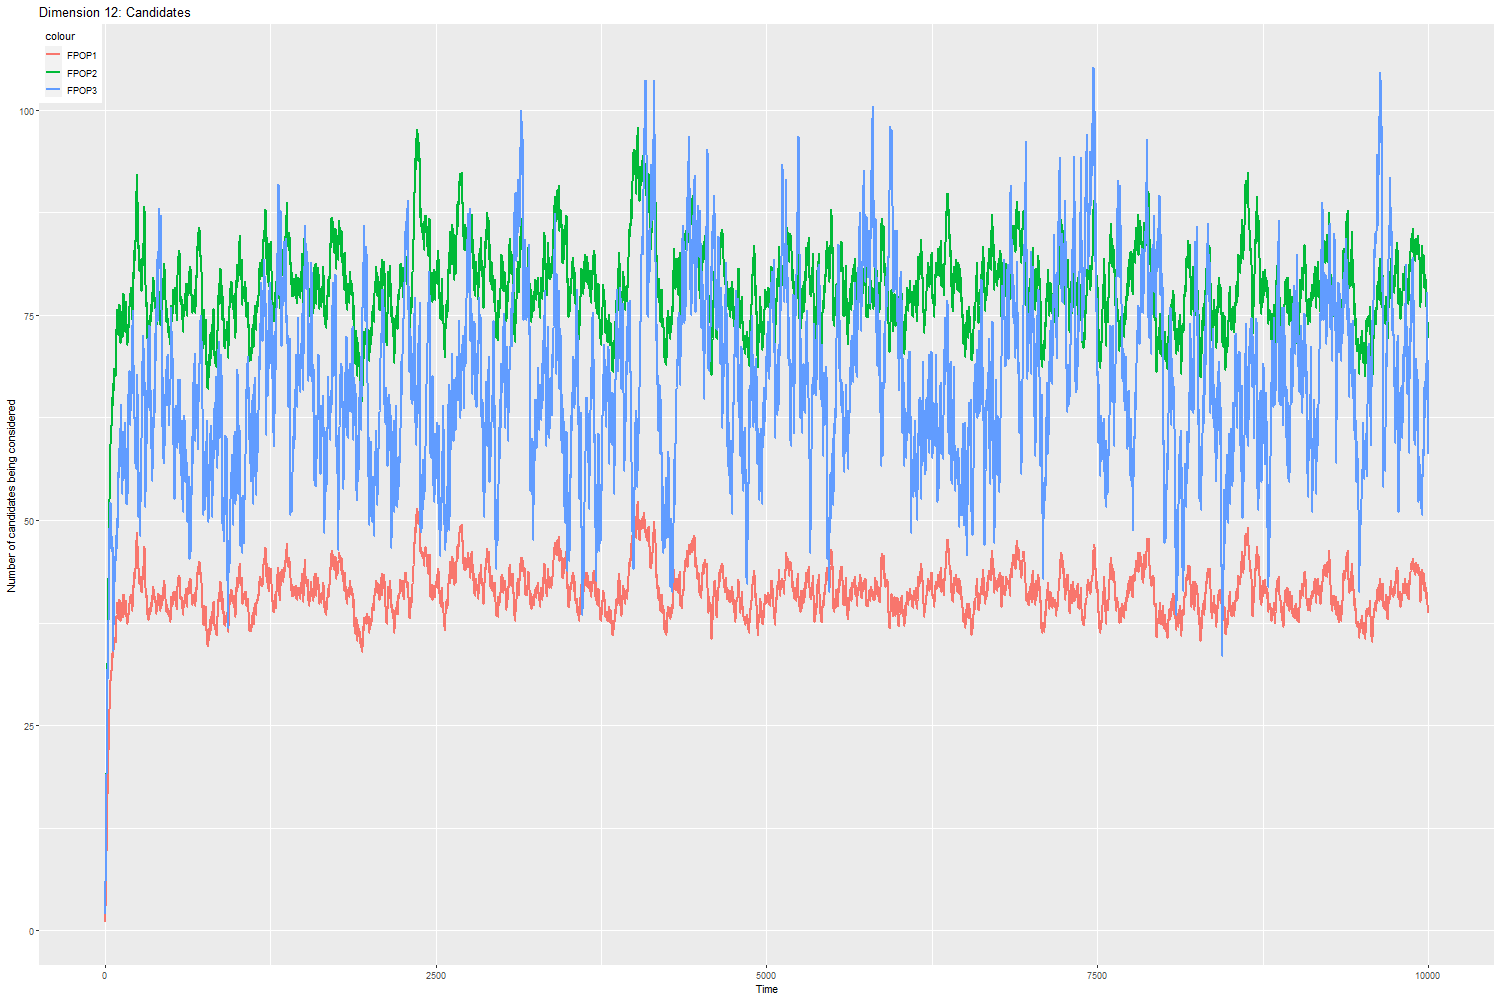 Dimension 12: Candidates
colour
FPOP1
FPOP2
FPOP3
Number of candidates being considered
100
75
50
25
0
0
2500
5000
7500
10000
Time